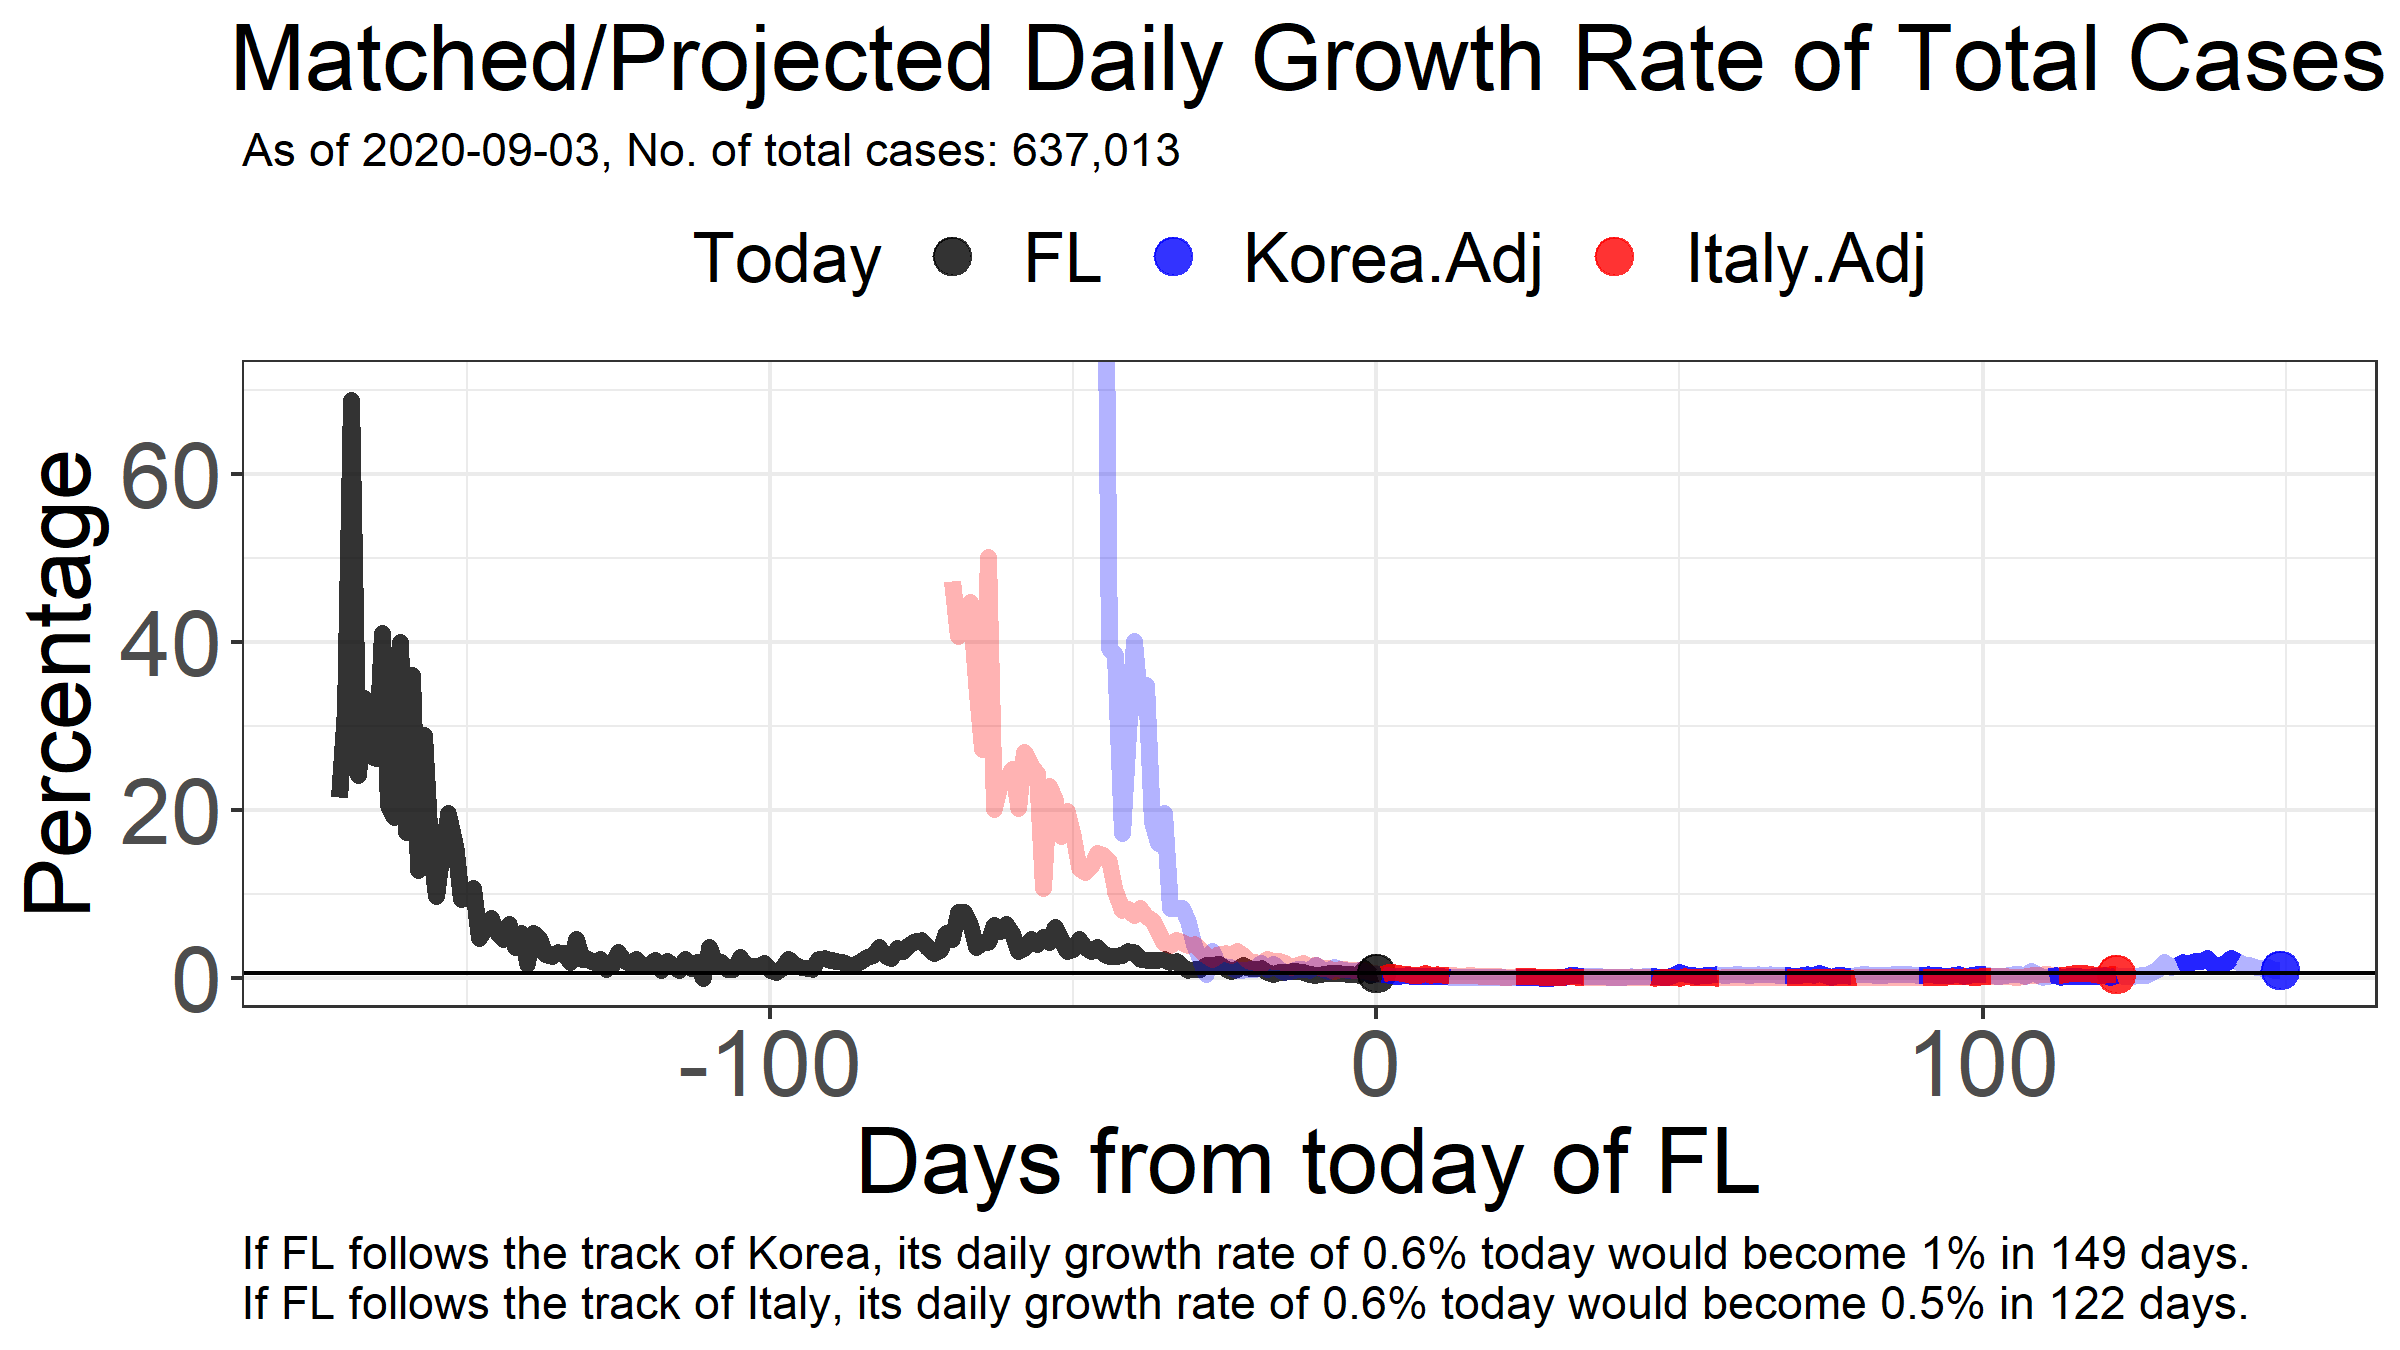 Matched/Projected Daily Growth Rate of Total Cases
As of 2020-09-03, No. of total cases: 637,013
Today FL Korea.Adj Italy.Adj
Percentage
60
40
20
0
-100 0 100
Days from today of FL
If FL follows the track of Korea, its daily growth rate of 0.6% today would become 1% in 149 days.
If FL follows the track of Italy, its daily growth rate of 0.6% today would become 0.5% in 122 days.